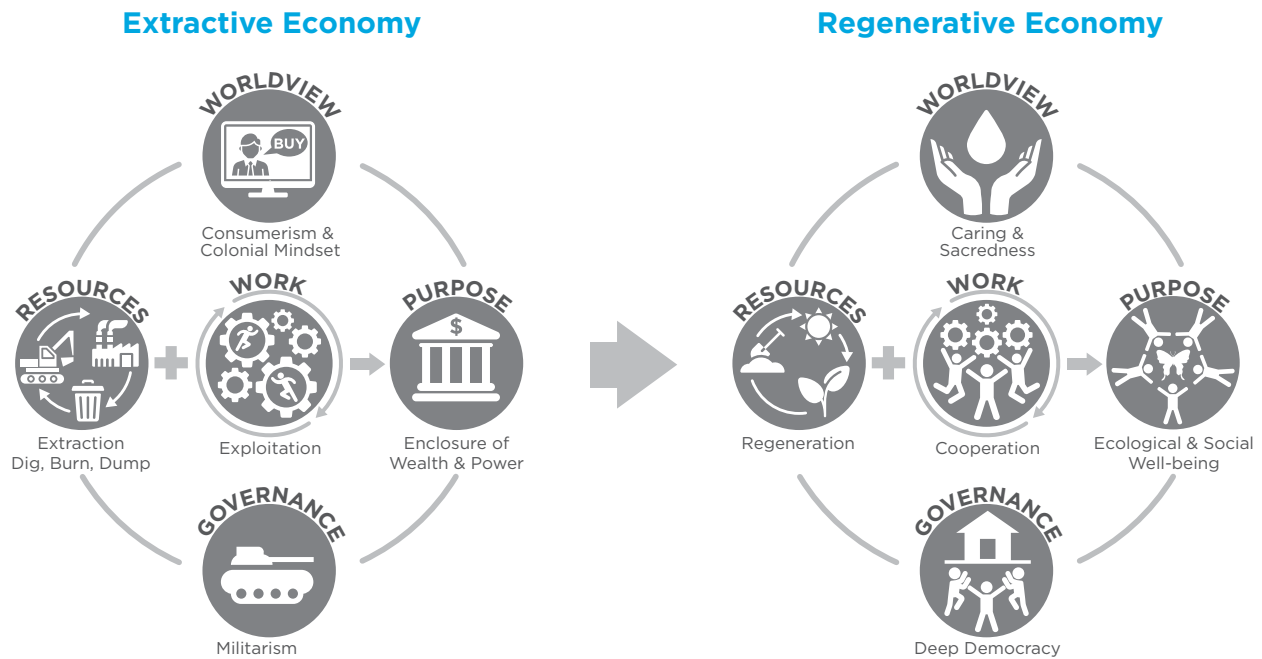 Extractive Economy
WORLDVIEW
BUY
Consumerism &
Colonial Mindset
RESOURCES
Extraction
Dig, Burn, Dump
WORK
Exploitation
PURPOSE
$
Enclosure of
Wealth & Power
GOVERNANCE
Militarism
Regenerative Economy
WORLDVIEW
Caring &
Sacredness
RESOURCES
Regeneration
WORK
Cooperation
PURPOSE
Ecological & Social
Well-being
GOVERNANCE
Deep Democracy